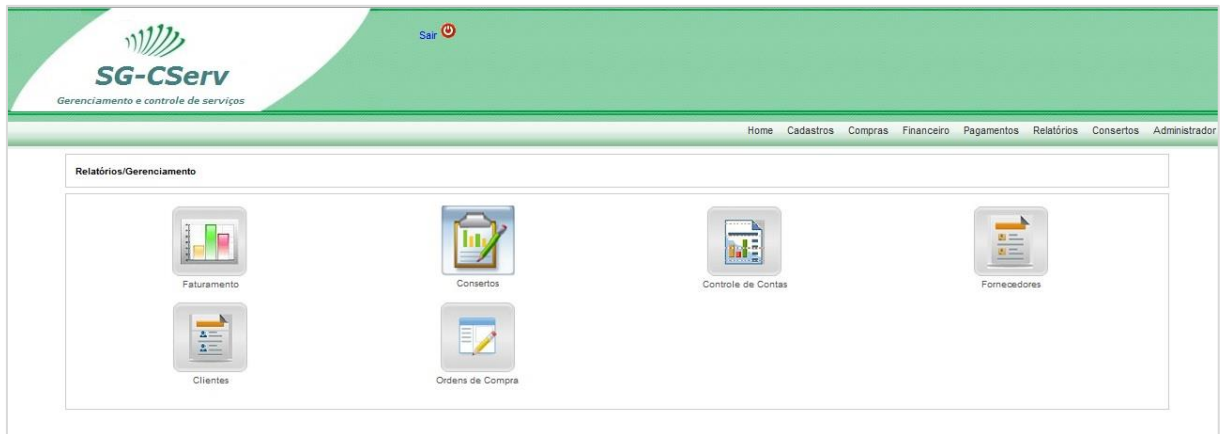 Sair
SG-CServ
Gerenciamento e controle de serviços
Home Cadastros Compras Financeiro Pagamentos Relatórios Consertos Administrador
Relatórios/Gerenciamento
Faturamento Consertos Controle de Contas Fornecedores
Clientes Ordens de Compra